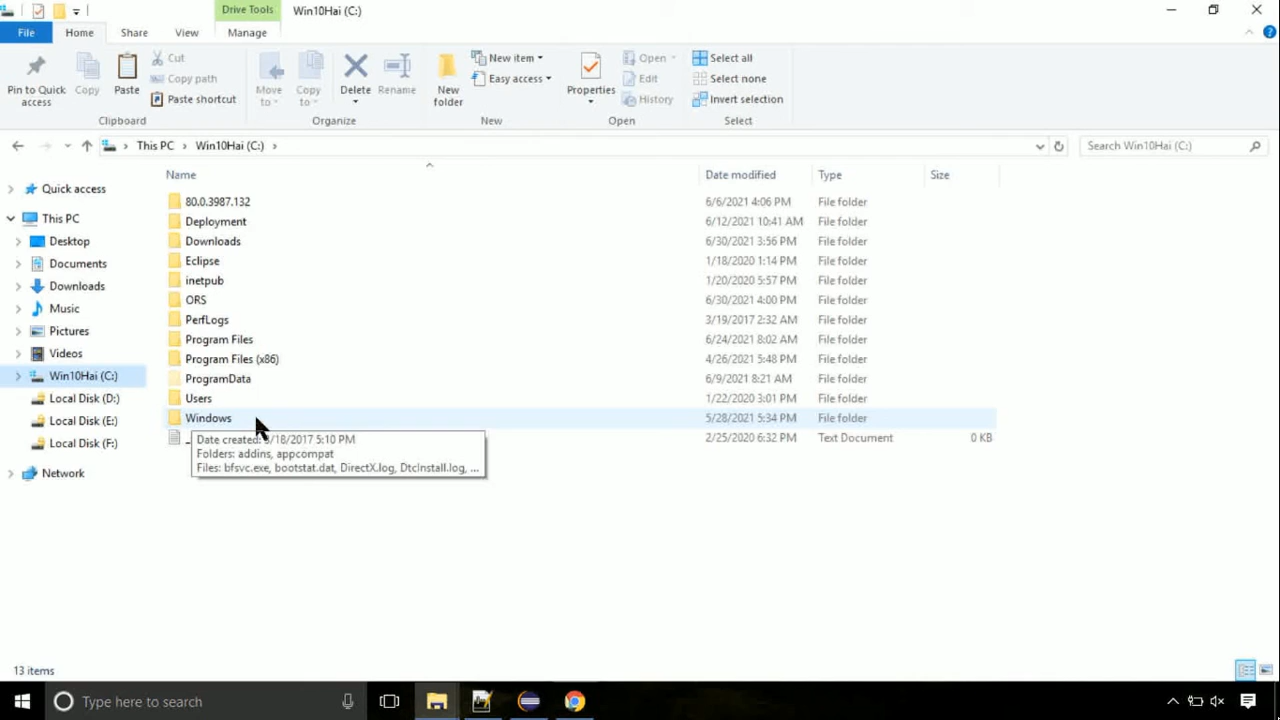 Drive Tools
Win10Hai (C:)
File
Home
Share
View
Manage
Pin to Quick access
Copy
Paste
Cut
Copy path
Paste shortcut
Clipboard
Move to
Copy to
Delete
Rename
Organize
New folder
New item
Easy access
New
Properties
Open
Edit
History
Open
Select all
Select none
Invert selection
Select
This PC
Win10Hai (C:)
Search Win10Hai (C:)
Name Date modified Type Size
80.0.3987.132 6/6/2021 4:06 PM File folder
Deployment 6/12/2021 10:41 AM File folder
Downloads 6/30/2021 3:56 PM File folder
Eclipse 1/18/2020 1:14 PM File folder
inetpub 1/20/2020 5:57 PM File folder
ORS 6/30/2021 4:00 PM File folder
PerfLogs 3/19/2017 2:32 AM File folder
Program Files 6/24/2021 8:02 AM File folder
Program Files (x86) 4/26/2021 5:48 PM File folder
ProgramData 6/9/2021 8:21 AM File folder
Users 1/22/2020 3:01 PM File folder
Windows 5/28/2021 5:34 PM File folder
2/25/2020 6:32 PM Text Document 0 KB
Date created: /18/2017 5:10 PM
Folders: addins, appcompat
Files: bfsvc.exe, bootstat.dat, DirectX.log, DtcInstall.log, ...
Quick access
This PC
Desktop
Documents
Downloads
Music
Pictures
Videos
Win10Hai (C:)
Local Disk (D:)
Local Disk (E:)
Local Disk (F:)
Network
13 items
Type here to search